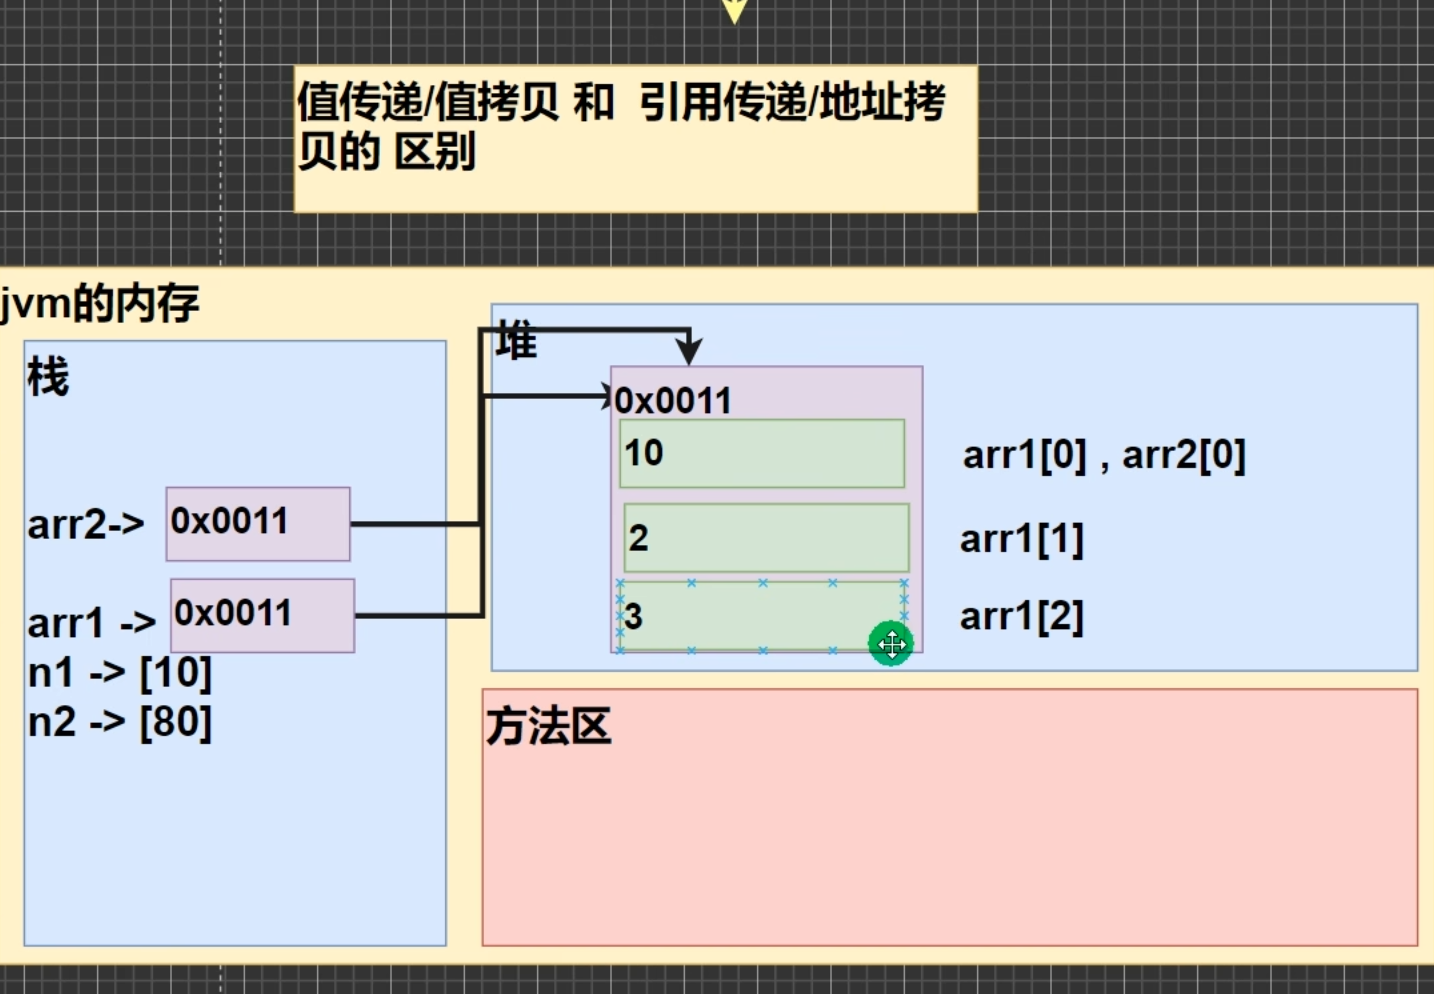 值传递/值拷贝 和 引用传递/地址拷
贝的 区别
jvm的内存
栈
arr2-> 0x0011
arr1 -> 0x0011
n1 -> [10]
n2 -> [80]
堆
0x0011
10 arr1[0] , arr2[0]
2 arr1[1]
3 arr1[2]
方法区